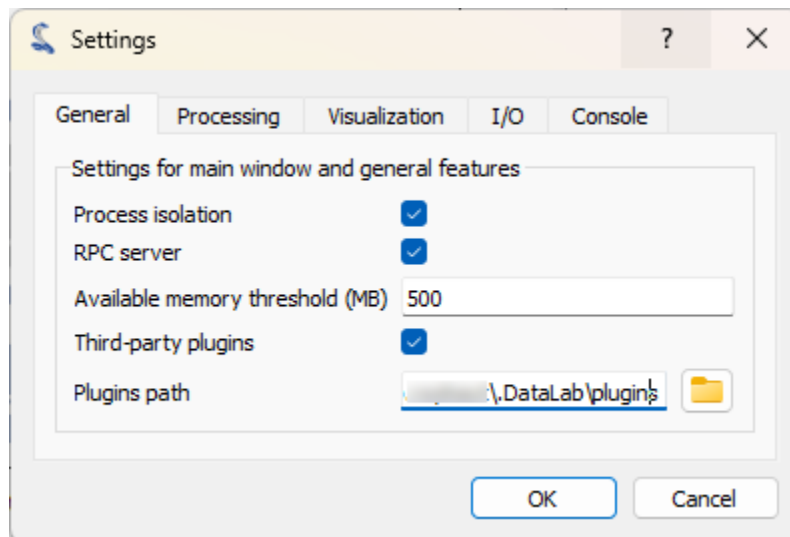 Settings
?
General Processing Visualization I/O Console
Settings for main window and general features
Process isolation
RPC server
Available memory threshold (MB) 500
Third-party plugins
Plugins path \.DataLab\plugins
OK Cancel